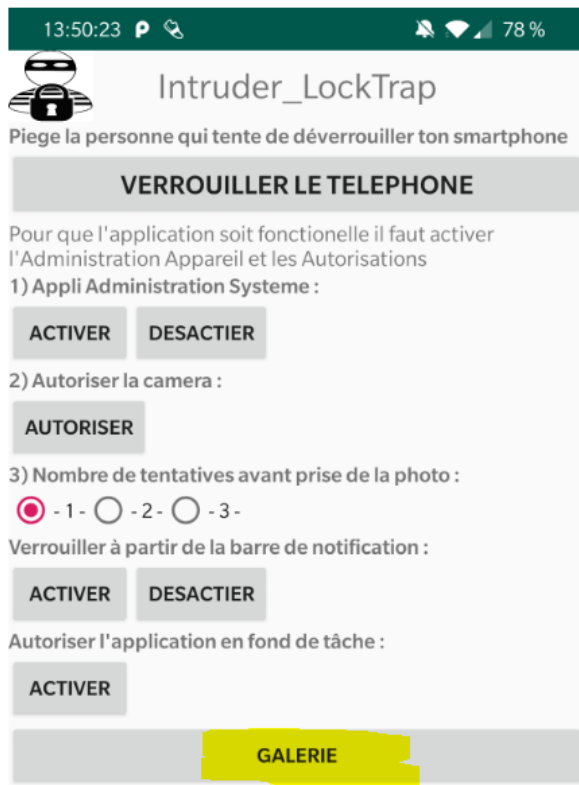 13:50:23 P 78 %
Intruder_LockTrap
Piege la personne qui tente de déverrouiller ton smartphone
VERROUILLER LE TELEPHONE
Pour que l'application soit fonctionelle il faut activer
l'Administration Appareil et les Autorisations
1) Appli Administration Systeme :
ACTIVER DESACTIER
2) Autoriser la camera :
AUTORISER
3) Nombre de tentatives avant prise de la photo :
- 1 - - 2 - - 3 -
Verrouiller à partir de la barre de notification :
ACTIVER DESACTIER
Autoriser l'application en fond de tâche :
ACTIVER
GALERIE